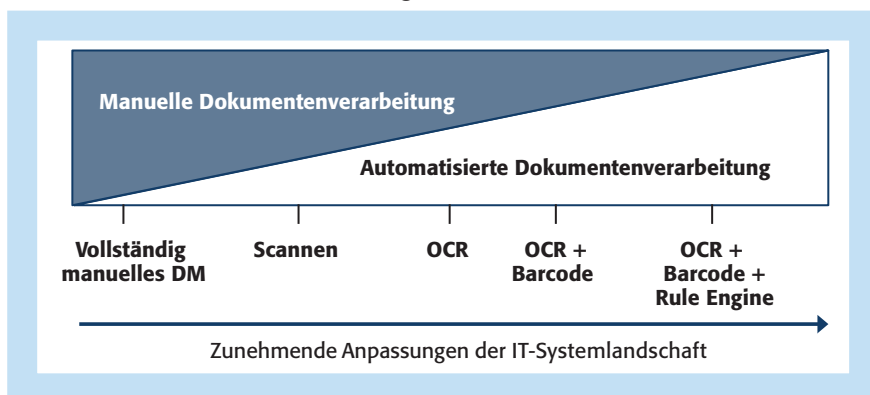 Manuelle Dokumentenverarbeitung
Automatisierte Dokumentenverarbeitung
Vollständig
manuelles DM
Scannen
OCR
OCR +
Barcode
OCR +
Barcode +
Rule Engine
Zunehmende Anpassungen der IT-Systemlandschaft